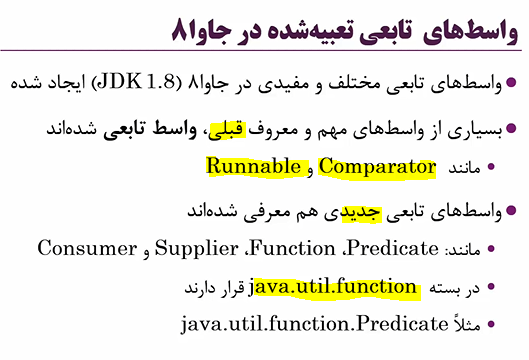 واسط‌های تابعی تعبیه‌شده در جاوا۸
واسط‌های تابعی مختلف و مفیدی در جاوا۸ (JDK 1.8) ایجاد شده
بسیاری از واسط‌های مهم و معروف قبلی، واسط تابعی شده‌اند
مانند Comparator و Runnable
واسط‌های تابعی جدیدی هم معرفی شده‌اند
مانند: Predicate، Function، Supplier و Consumer
در بسته java.util.function قرار دارند
مثلاً java.util.function.Predicate